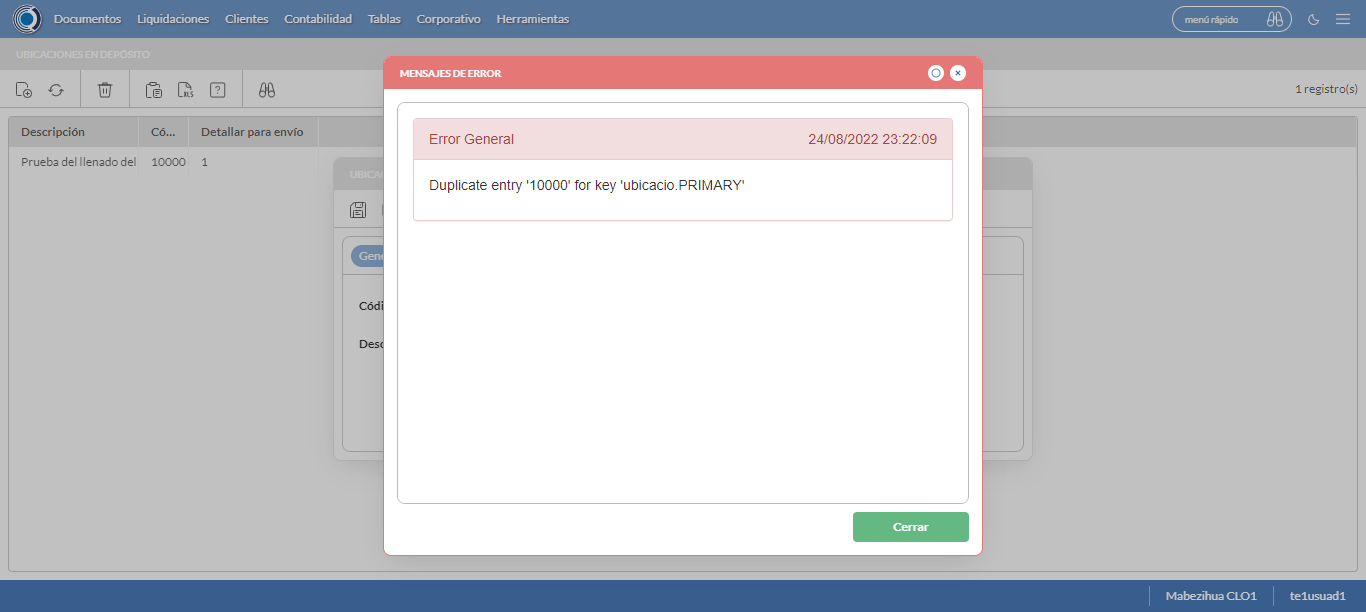 Documentos Liquidaciones Clientes Contabilidad Tablas Corporativo Herramientas menú rápido
UBICACIONES EN DEPÓSITO
MENSAJES DE ERROR
XLS ?
1 registro(s)
Descripción Có... Detallar para envío
Prueba del llenado del 10000 1
Error General 24/08/2022 23:22:09
Duplicate entry '10000' for key 'ubicacio.PRIMARY'
UBICA
Gene
Códi
Desc
Cerrar
Mabezihua CLO1 te1usuad1